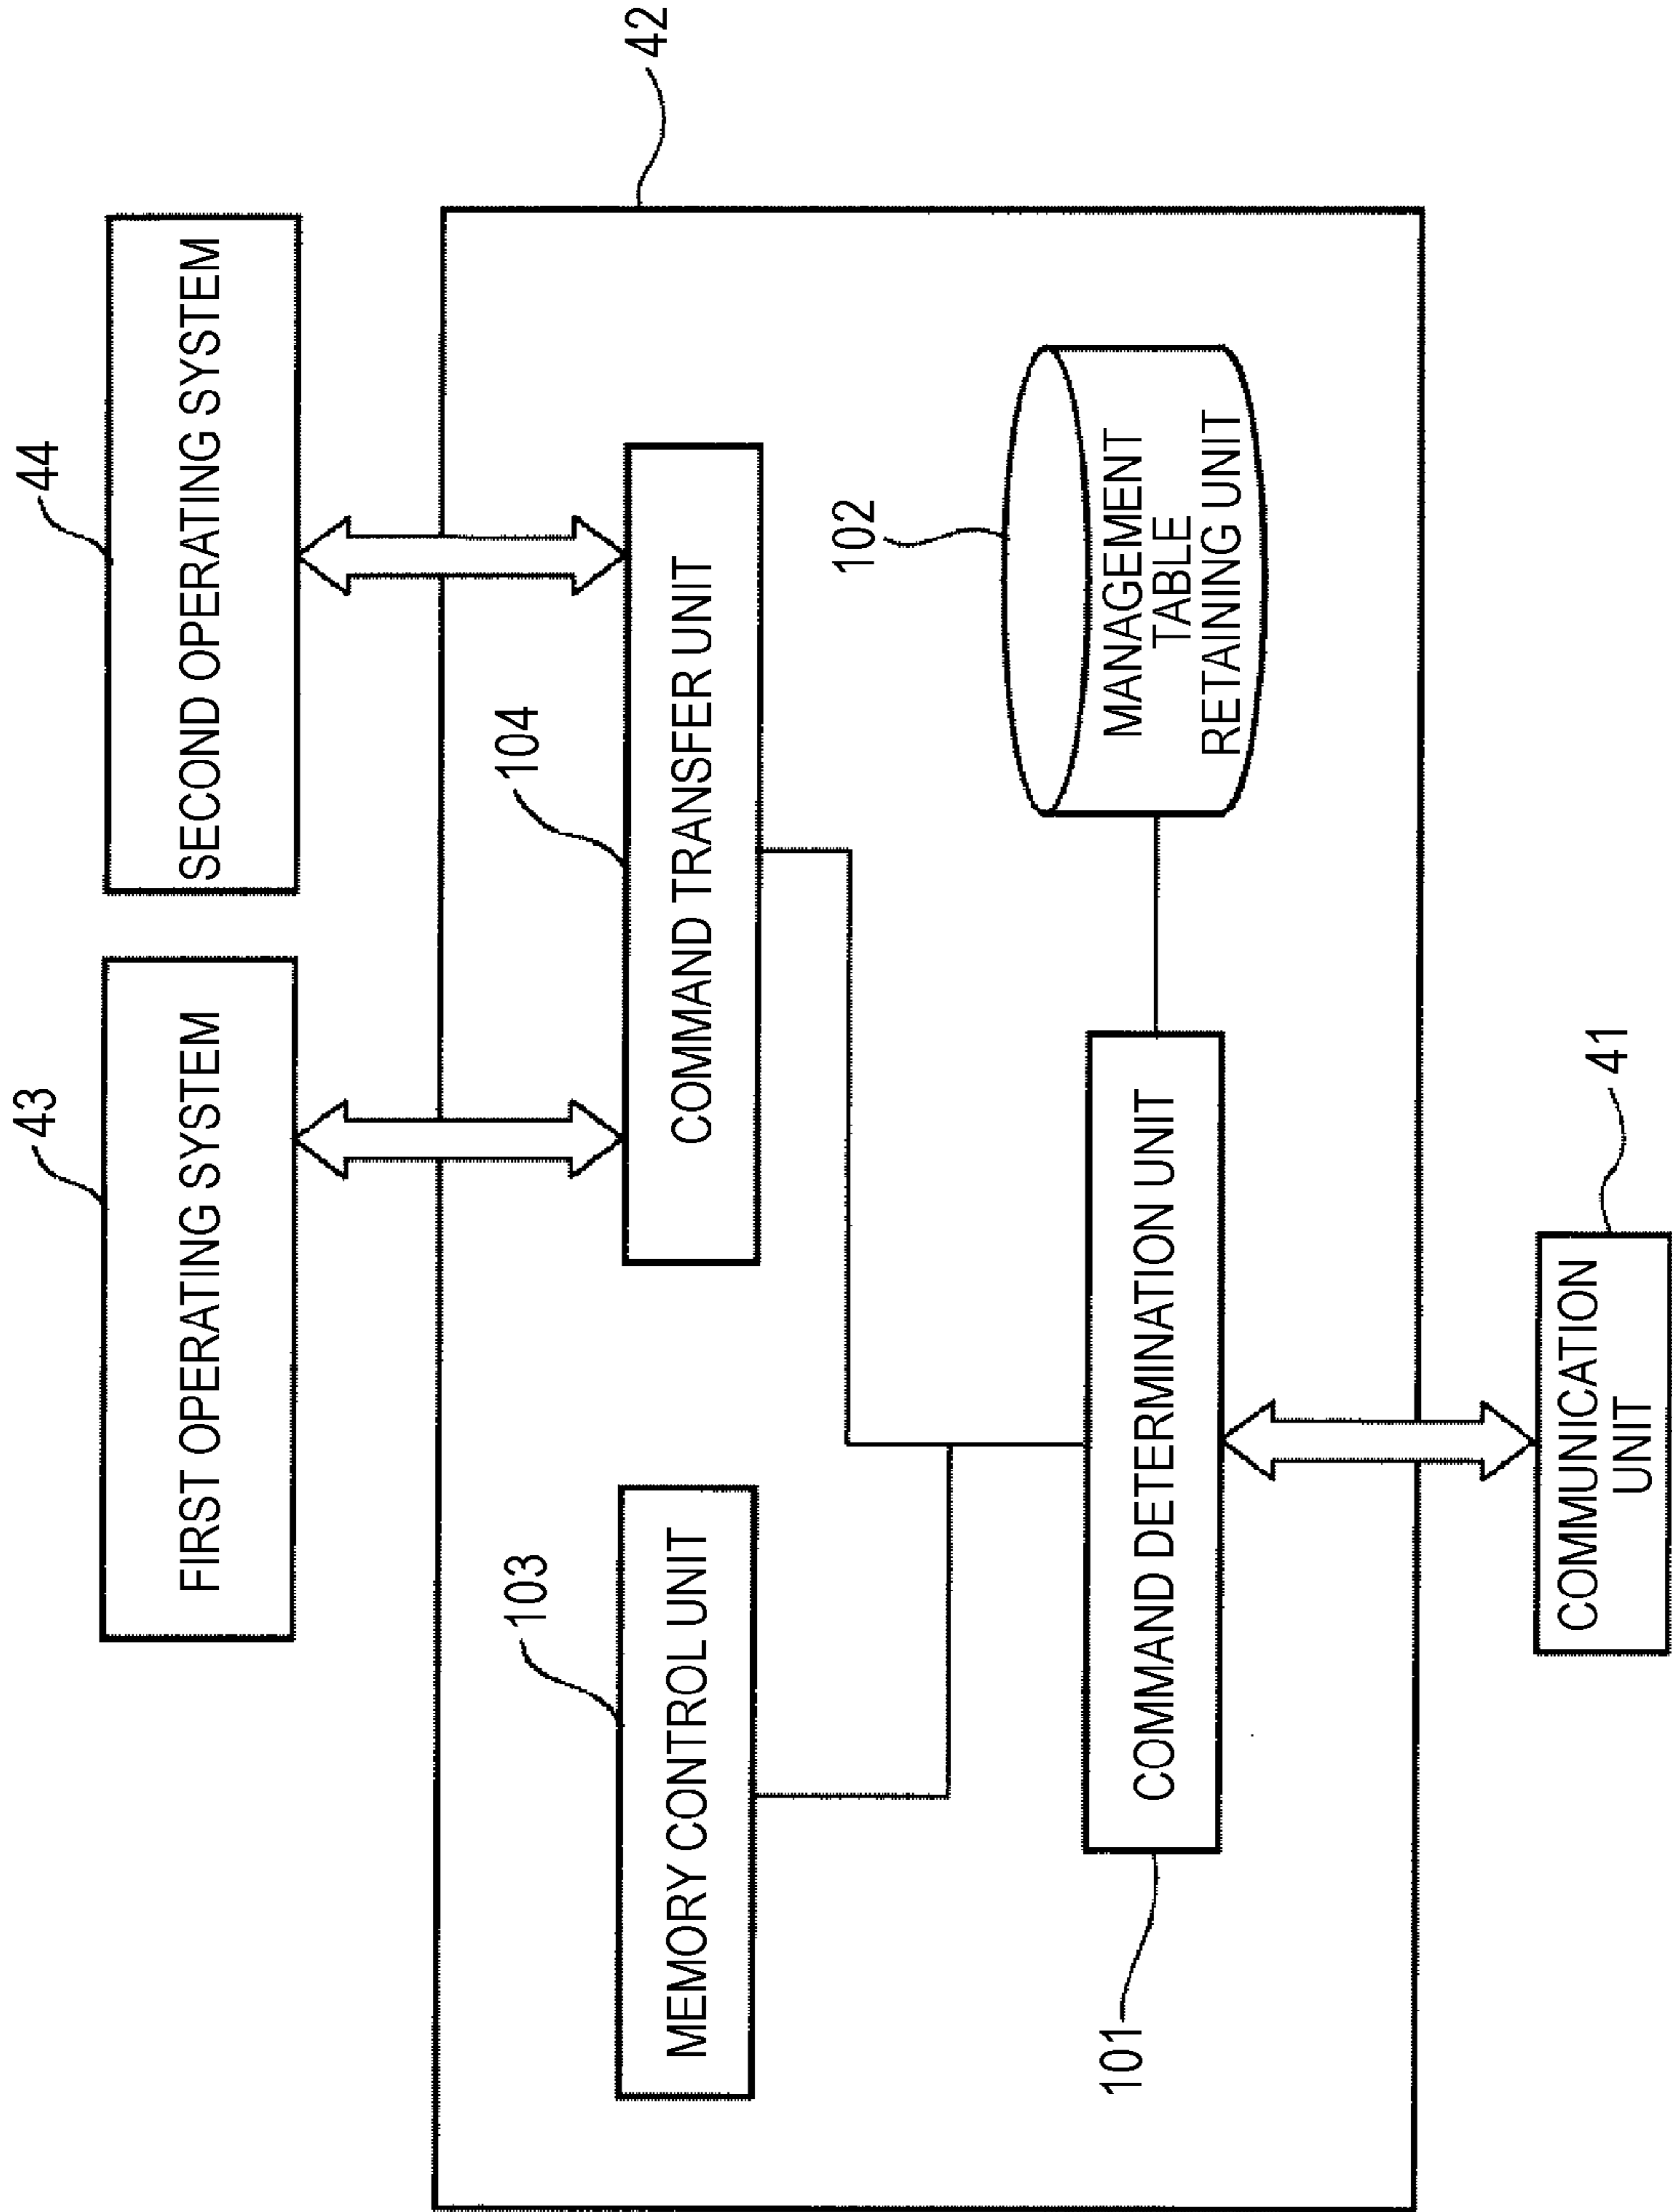 43
FIRST OPERATING SYSTEM
44
SECOND OPERATING SYSTEM
42
103
MEMORY CONTROL UNIT
104
COMMAND TRANSFER UNIT
101
COMMAND DETERMINATION UNIT
102
MANAGEMENT
TABLE
RETAINING UNIT
COMMUNICATION
UNIT
41